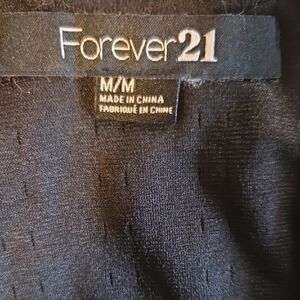 Forever21
M/M
MADE IN CHINA
FABRIQUÉ EN CHINE